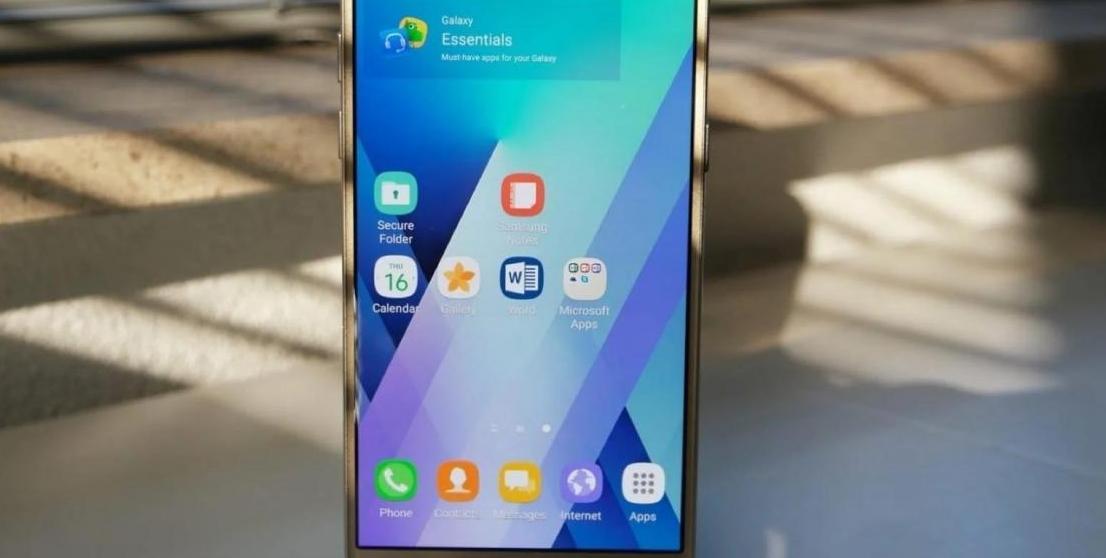 Galaxy
Essentials
Must-have apps for your Galaxy
Secure
Folder
Samsung
Notes
THU
16
Calendar
Gallery
W
Word
Microsoft
Apps
Phone
Contacts
Messages
Internet
Apps